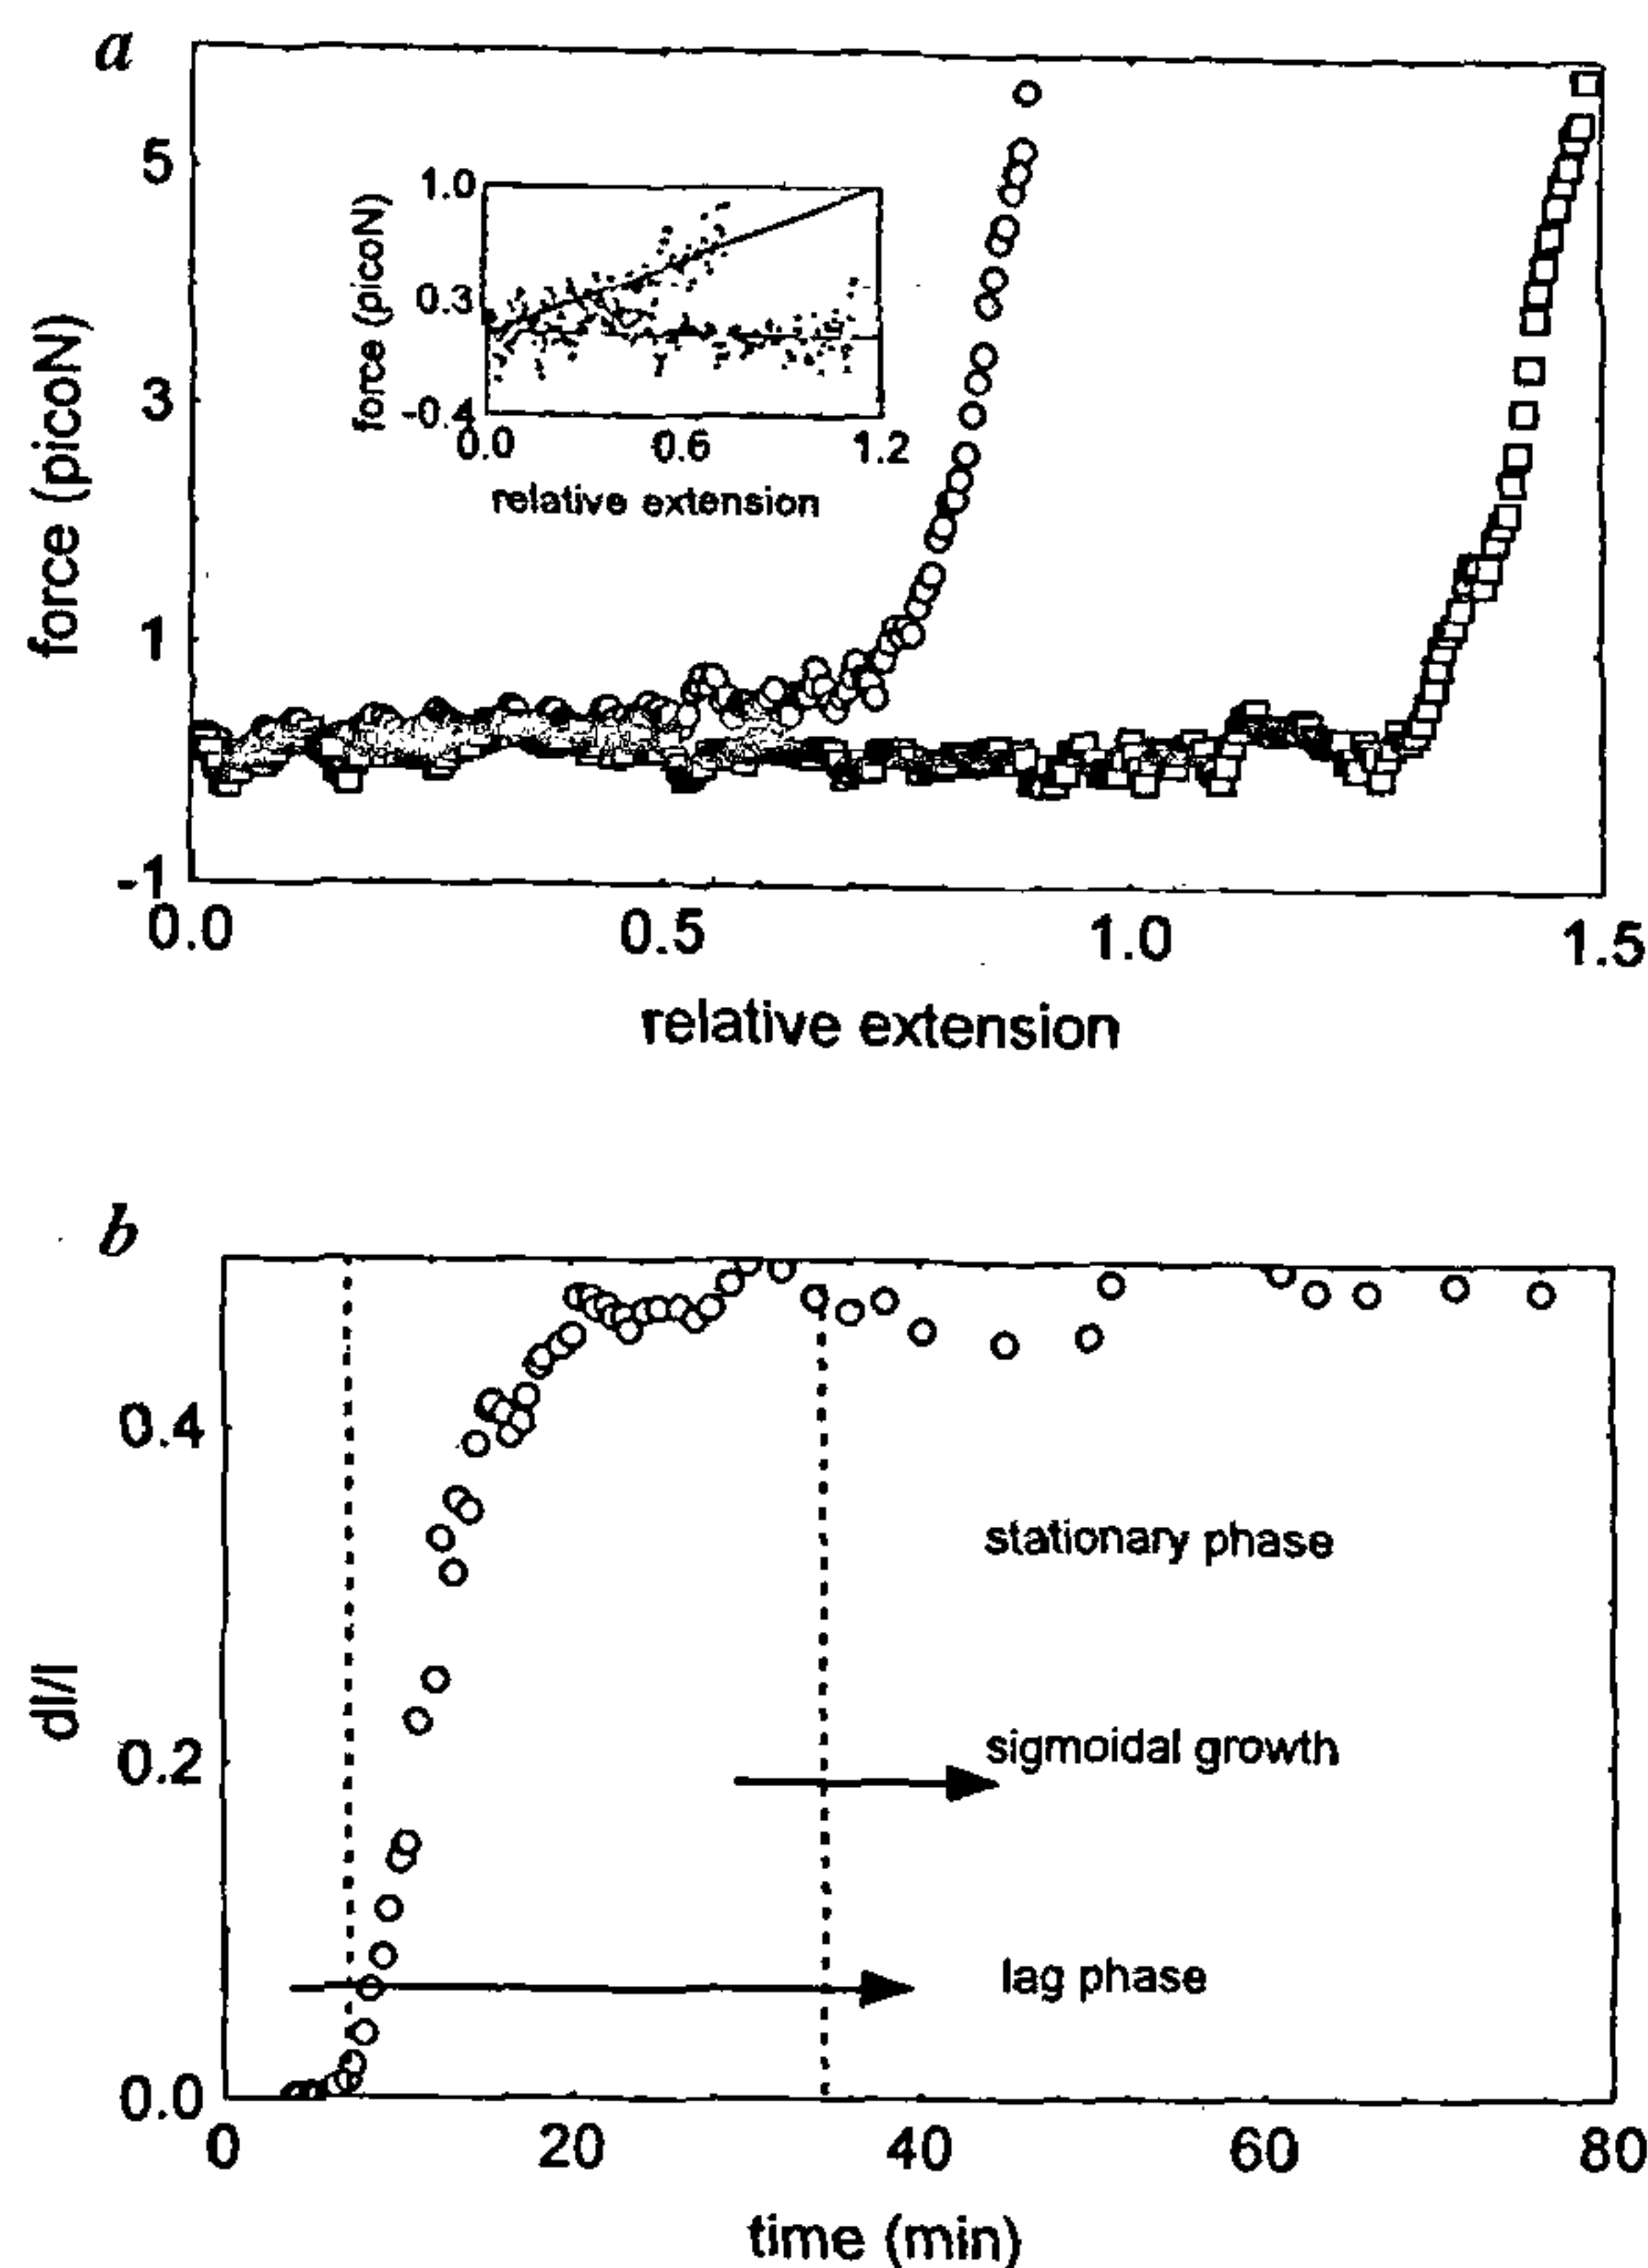 a
5
3
1
-1
force (picoN)
0.0
0.5
1.0
1.5
relative extension
1.0
0.3
-0.4
force (picoN)
0.0
0.6
1.2
relative extension
b
0.4
0.2
0.0
dl/l
stationary phase
sigmoidal growth
lag phase
0
20
40
60
80
time (min)